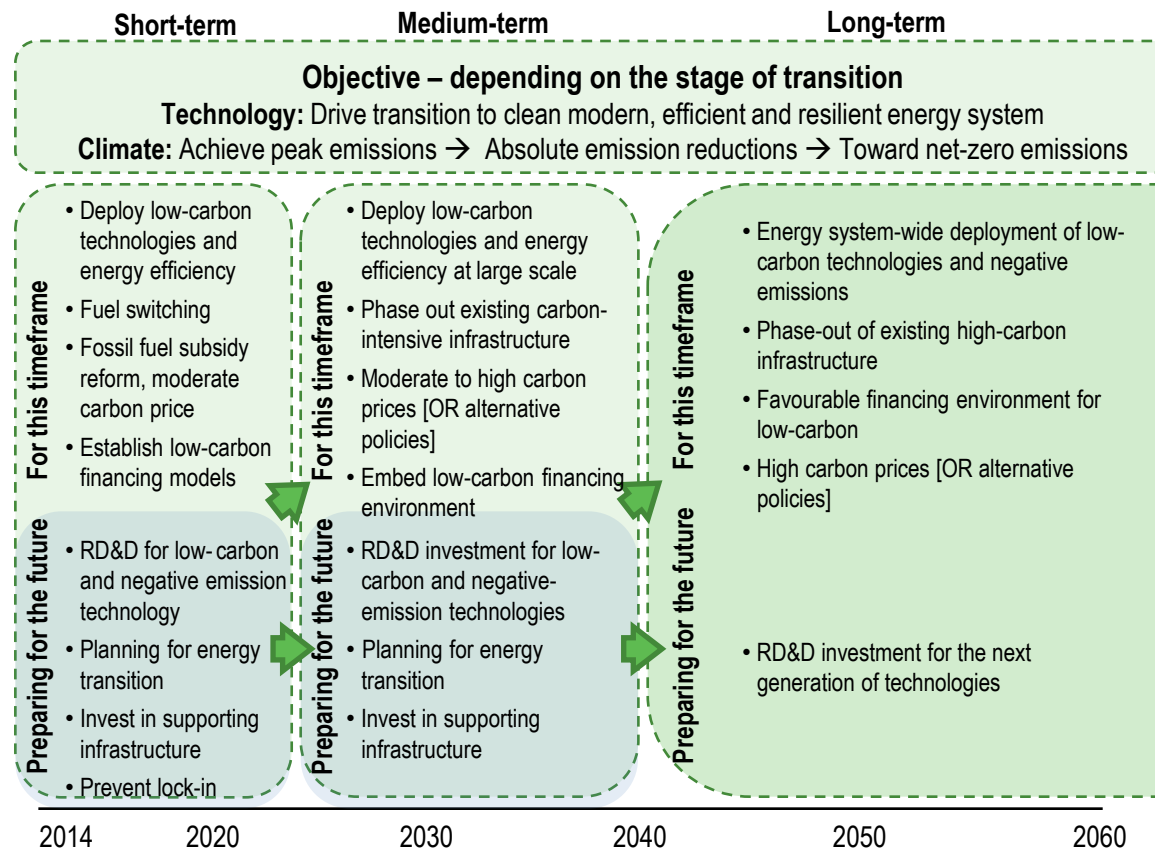 Short-term
Medium-term
Long-term
Objective – depending on the stage of transition
Technology: Drive transition to clean modern, efficient and resilient energy system
Climate: Achieve peak emissions → Absolute emission reductions → Toward net-zero emissions
For this timeframe
• Deploy low-carbon
technologies and
energy efficiency
• Fuel switching
• Fossil fuel subsidy
reform, moderate
carbon price
• Establish low-carbon
financing models
Preparing for the future
• RD&D for low- carbon
and negative emission
technology
• Planning for energy
transition
• Invest in supporting
infrastructure
• Prevent lock-in
For this timeframe
• Deploy low-carbon
technologies and energy
efficiency at large scale
• Phase out existing carbon-
intensive infrastructure
• Moderate to high carbon
prices [OR alternative
policies]
• Embed low-carbon financing
environment
Preparing for the future
• RD&D investment for low-
carbon and negative-
emission technologies
• Planning for energy
transition
• Invest in supporting
infrastructure
For this timeframe
• Energy system-wide deployment of low-
carbon technologies and negative
emissions
• Phase-out of existing high-carbon
infrastructure
• Favourable financing environment for
low-carbon
• High carbon prices [OR alternative
policies]
Preparing for the future
• RD&D investment for the next
generation of technologies
2014
2020
2030
2040
2050
2060